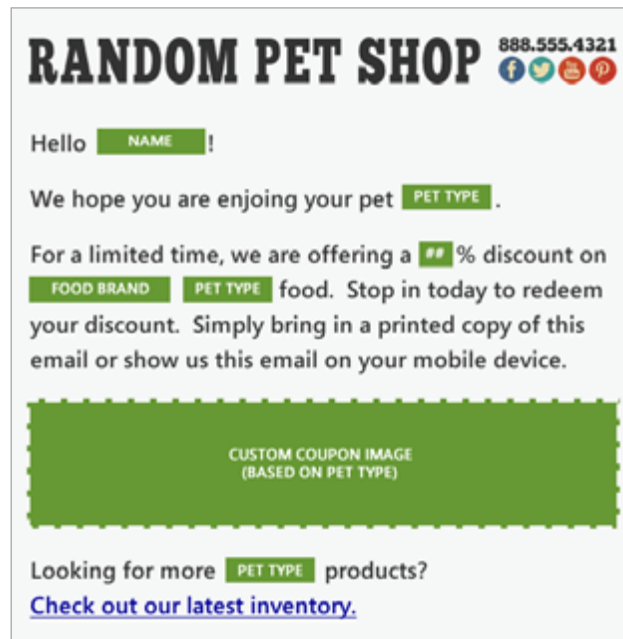 RANDOM PET SHOP 888.555.4321
Hello NAME !
We hope you are enjoing your pet PET TYPE .
For a limited time, we are offering a ## % discount on
FOOD BRAND PET TYPE food. Stop in today to redeem
your discount. Simply bring in a printed copy of this
email or show us this email on your mobile device.
CUSTOM COUPON IMAGE
(BASED ON PET TYPE)
Looking for more PET TYPE products?
Check out our latest inventory.